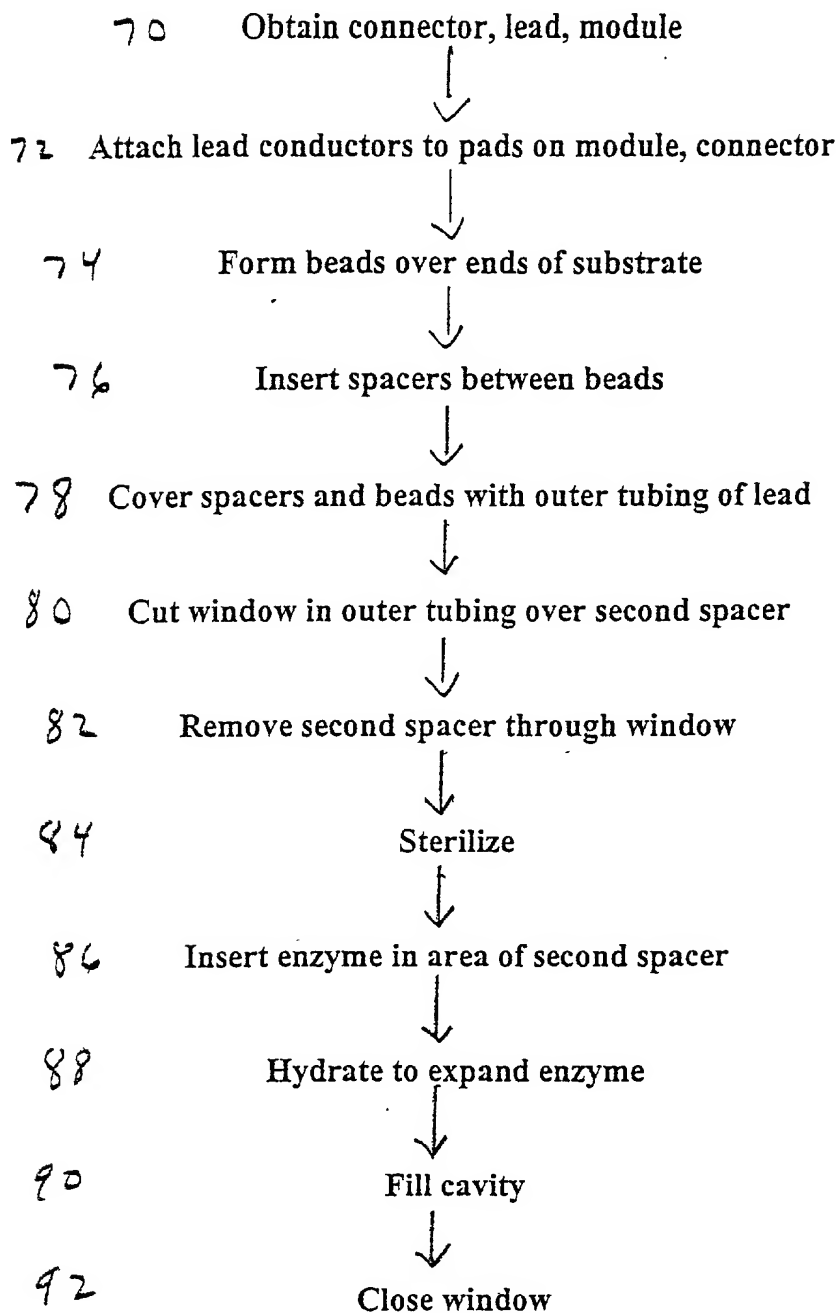 70 Obtain connector, lead, module
72 Attach lead conductors to pads on module, connector
74 Form beads over ends of substrate
76 Insert spacers between beads
78 Cover spacers and beads with outer tubing of lead
80 Cut window in outer tubing over second spacer
82 Remove second spacer through window
84 Sterilize
86 Insert enzyme in area of second spacer
88 Hydrate to expand enzyme
90 Fill cavity
92 Close window